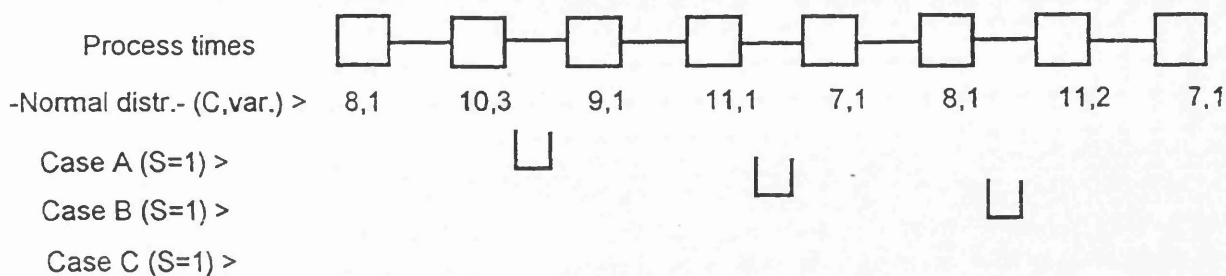 Process times
-Normal distr.- (C,var.) > 8,1 10,3 9,1 11,1 7,1 8,1 11,2 7,1
Case A (S=1) >
Case B (S=1) >
Case C (S=1) >